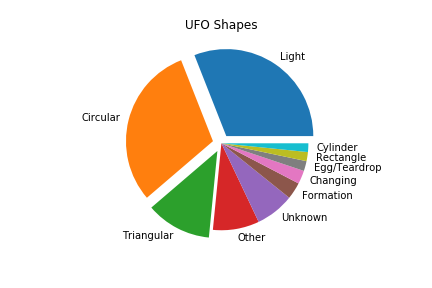 UFO Shapes
Light
Circular
Triangular
Other
Unknown
Formation
Changing
Egg/Teardrop
Rectangle
Cylinder